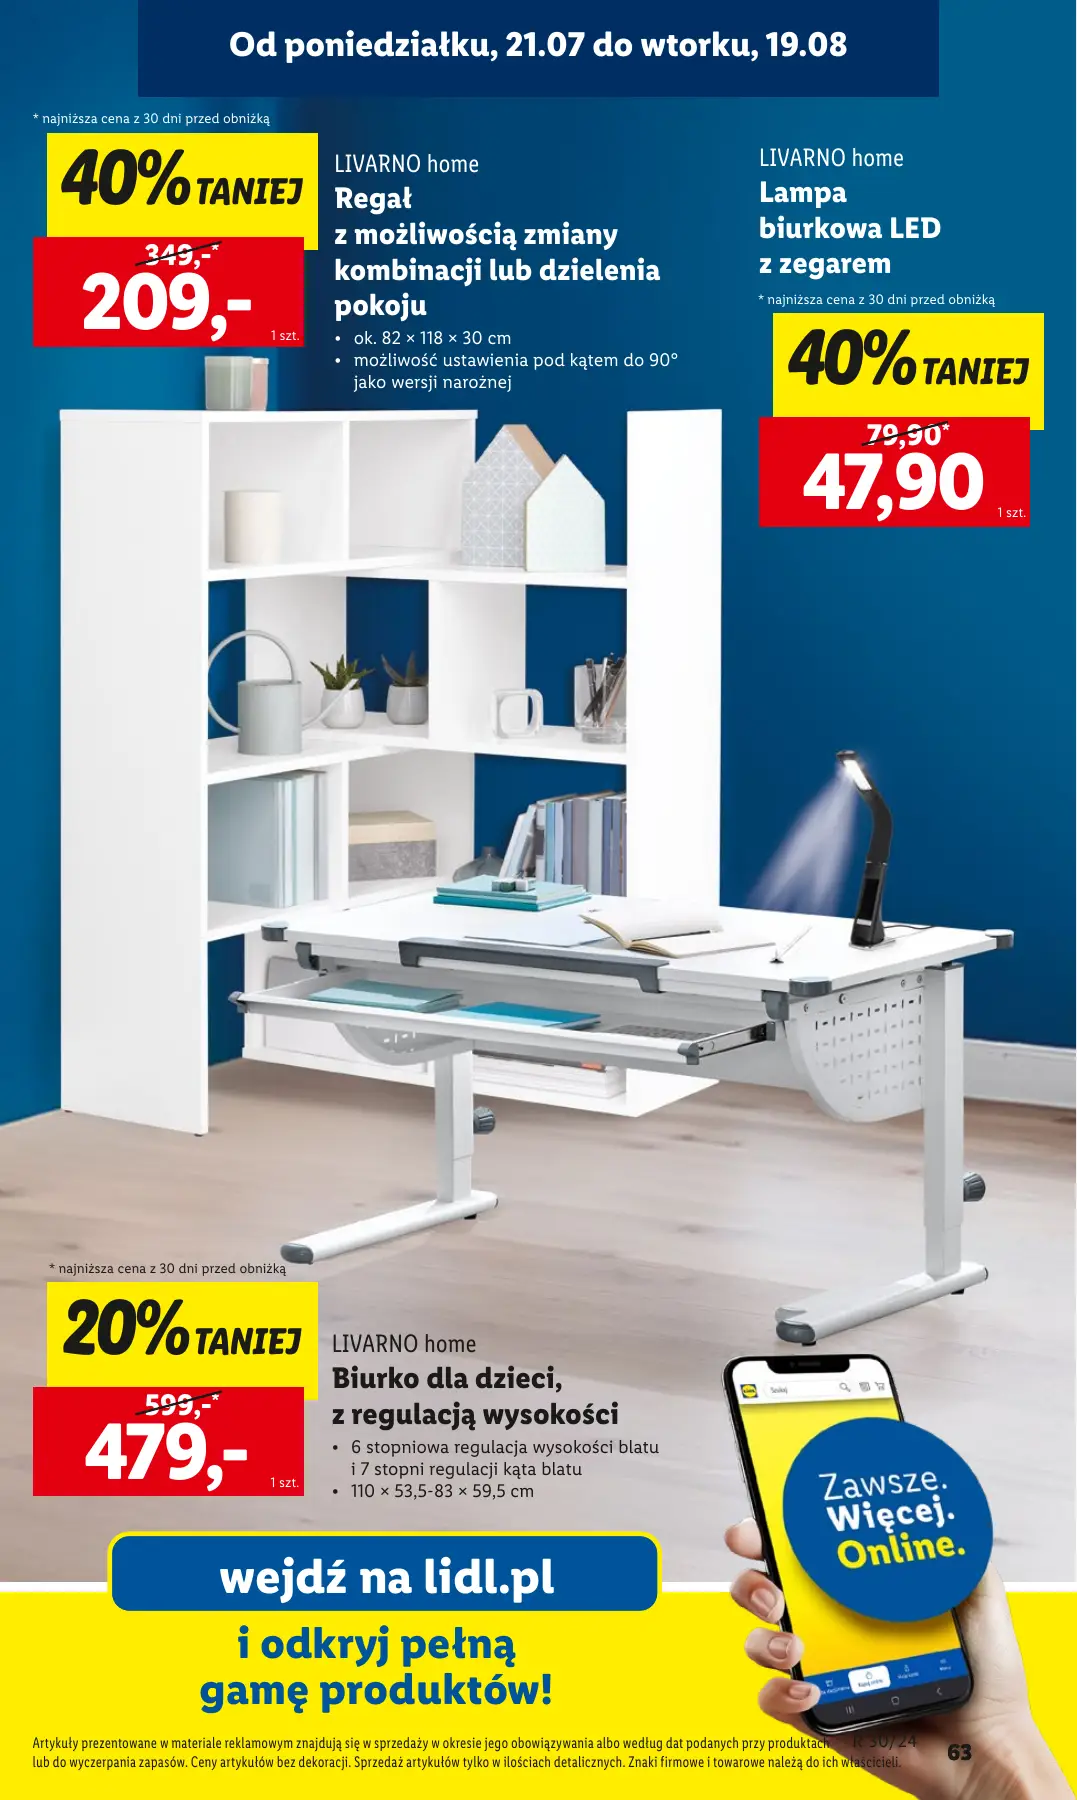 Od poniedziałku, 21.07 do wtorku, 19.08
* najniższa cena z 30 dni przed obniżką
40% TANIEJ
349,-*
209,-
1 szt.
LIVARNO home
Regał
z możliwością zmiany
kombinacji lub dzielenia
pokoju
• ok. 82 × 118 × 30 cm
• możliwość ustawienia pod kątem do 90°
jako wersji narożnej
LIVARNO home
Lampa
biurkowa LED
z zegarem
* najniższa cena z 30 dni przed obniżką
40% TANIEJ
79,90*
47,90
1 szt.
* najniższa cena z 30 dni przed obniżką
20% TANIEJ
599,-*
479,-
1 szt.
LIVARNO home
Biurko dla dzieci,
z regulacją wysokości
• 6 stopniowa regulacja wysokości blatu
i 7 stopni regulacji kąta blatu
• 110 × 53,5-83 × 59,5 cm
Szukaj
Zawsze.
Więcej.
Online.
wejdź na lidl.pl
i odkryj pełną
gamę produktów!
Artykuły prezentowane w materiale reklamowym znajdują się w sprzedaży w okresie jego obowiązywania albo według dat podanych przy produktach - R 30/24
lub do wyczerpania zapasów. Ceny artykułów bez dekoracji. Sprzedaż artykułów tylko w ilościach detalicznych. Znaki firmowe i towarowe należą do ich właścicieli.
63